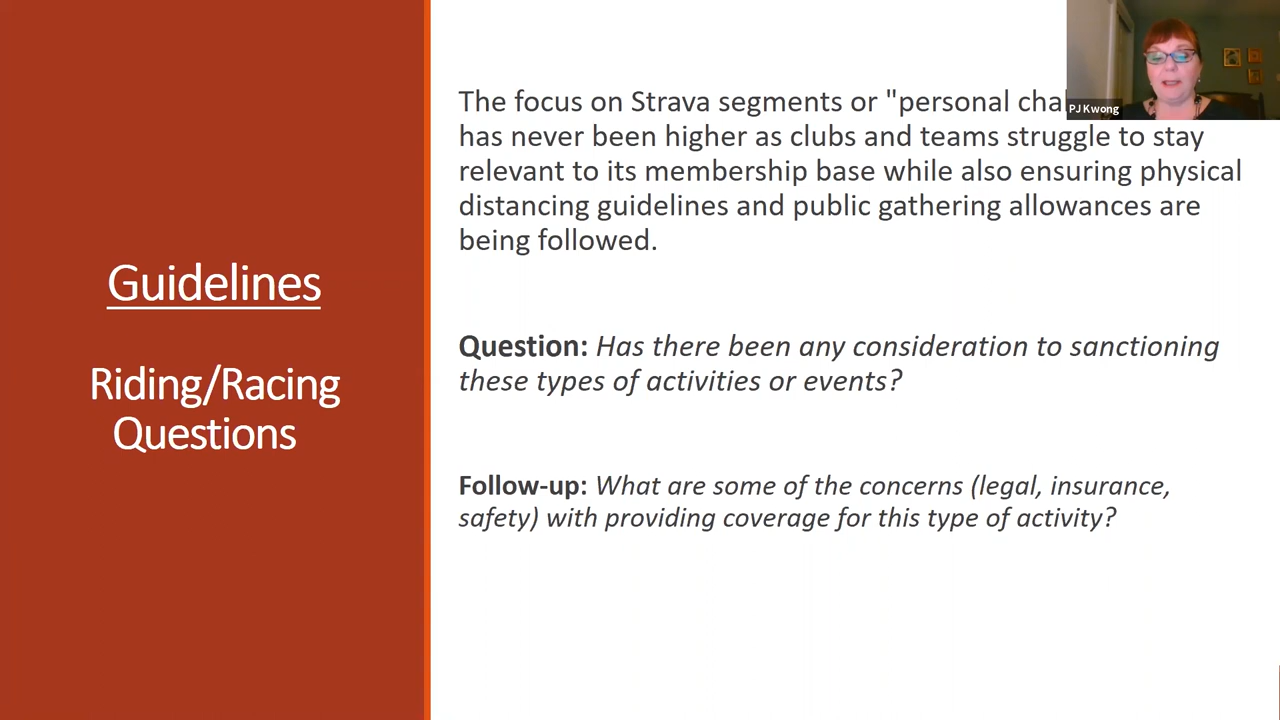 Guidelines
Riding/Racing
Questions
The focus on Strava segments or "personal
has never been higher as clubs and teams struggle to stay
relevant to its membership base while also ensuring physical
distancing guidelines and public gathering allowances are
being followed.
Question: Has there been any consideration to sanctioning
these types of activities or events?
Follow-up: What are some of the concerns (legal, insurance,
safety) with providing coverage for this type of activity?
PJ Kwong